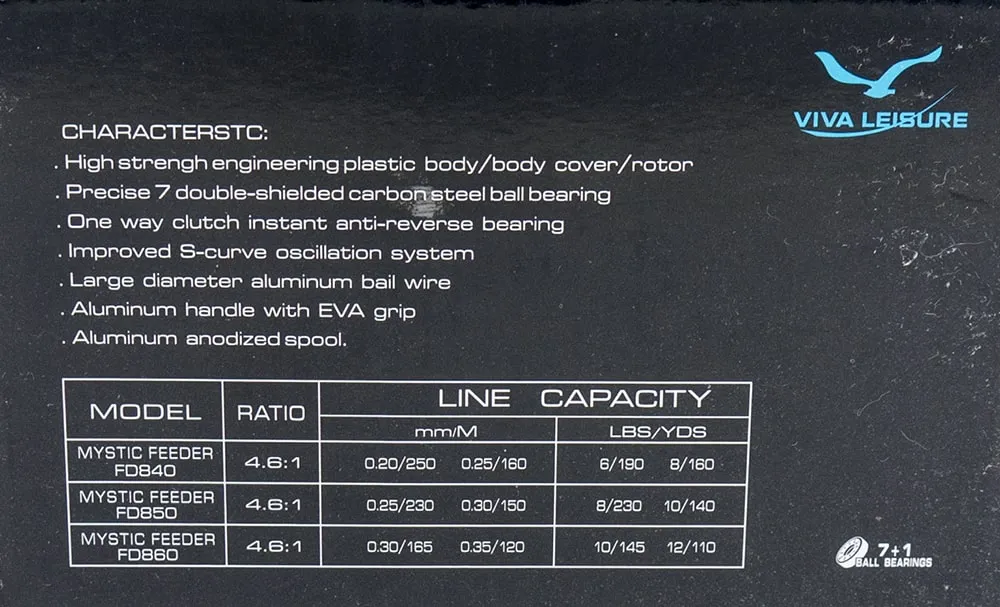 VIVA LEISURE
CHARACTERSTC:
. High strengh engineering plastic body/body cover/rotor
. Precise 7 double-shielded carbon steel ball bearing
. One way clutch instant anti-reverse bearing
. Improved S-curve oscillation system
. Large diameter aluminum bail wire
. Aluminum handle with EVA grip
. Aluminum anodized spool.
MODEL RATIO LINE CAPACITY
mm/M LBS/YDS
MYSTIC FEEDER FD840 4.6:1 0.20/250 0.25/160 6/190 8/160
MYSTIC FEEDER FD850 4.6:1 0.25/230 0.30/150 8/230 10/140
MYSTIC FEEDER FD860 4.6:1 0.30/165 0.35/120 10/145 12/110
7+1
BALL BEARINGS